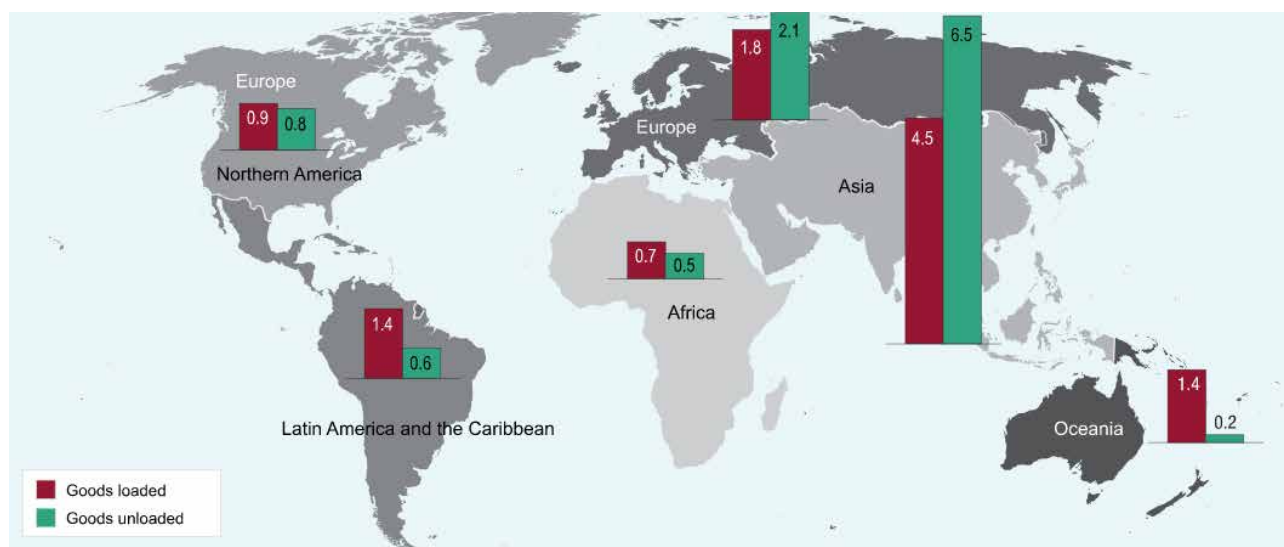 2.1
6.5
1.8
Europe
0.9
0.8
Europe
4.5
Northern America
Asia
0.7
0.5
Africa
1.4
0.6
1.4
0.2
Latin America and the Caribbean
Oceania
Goods loaded
Goods unloaded